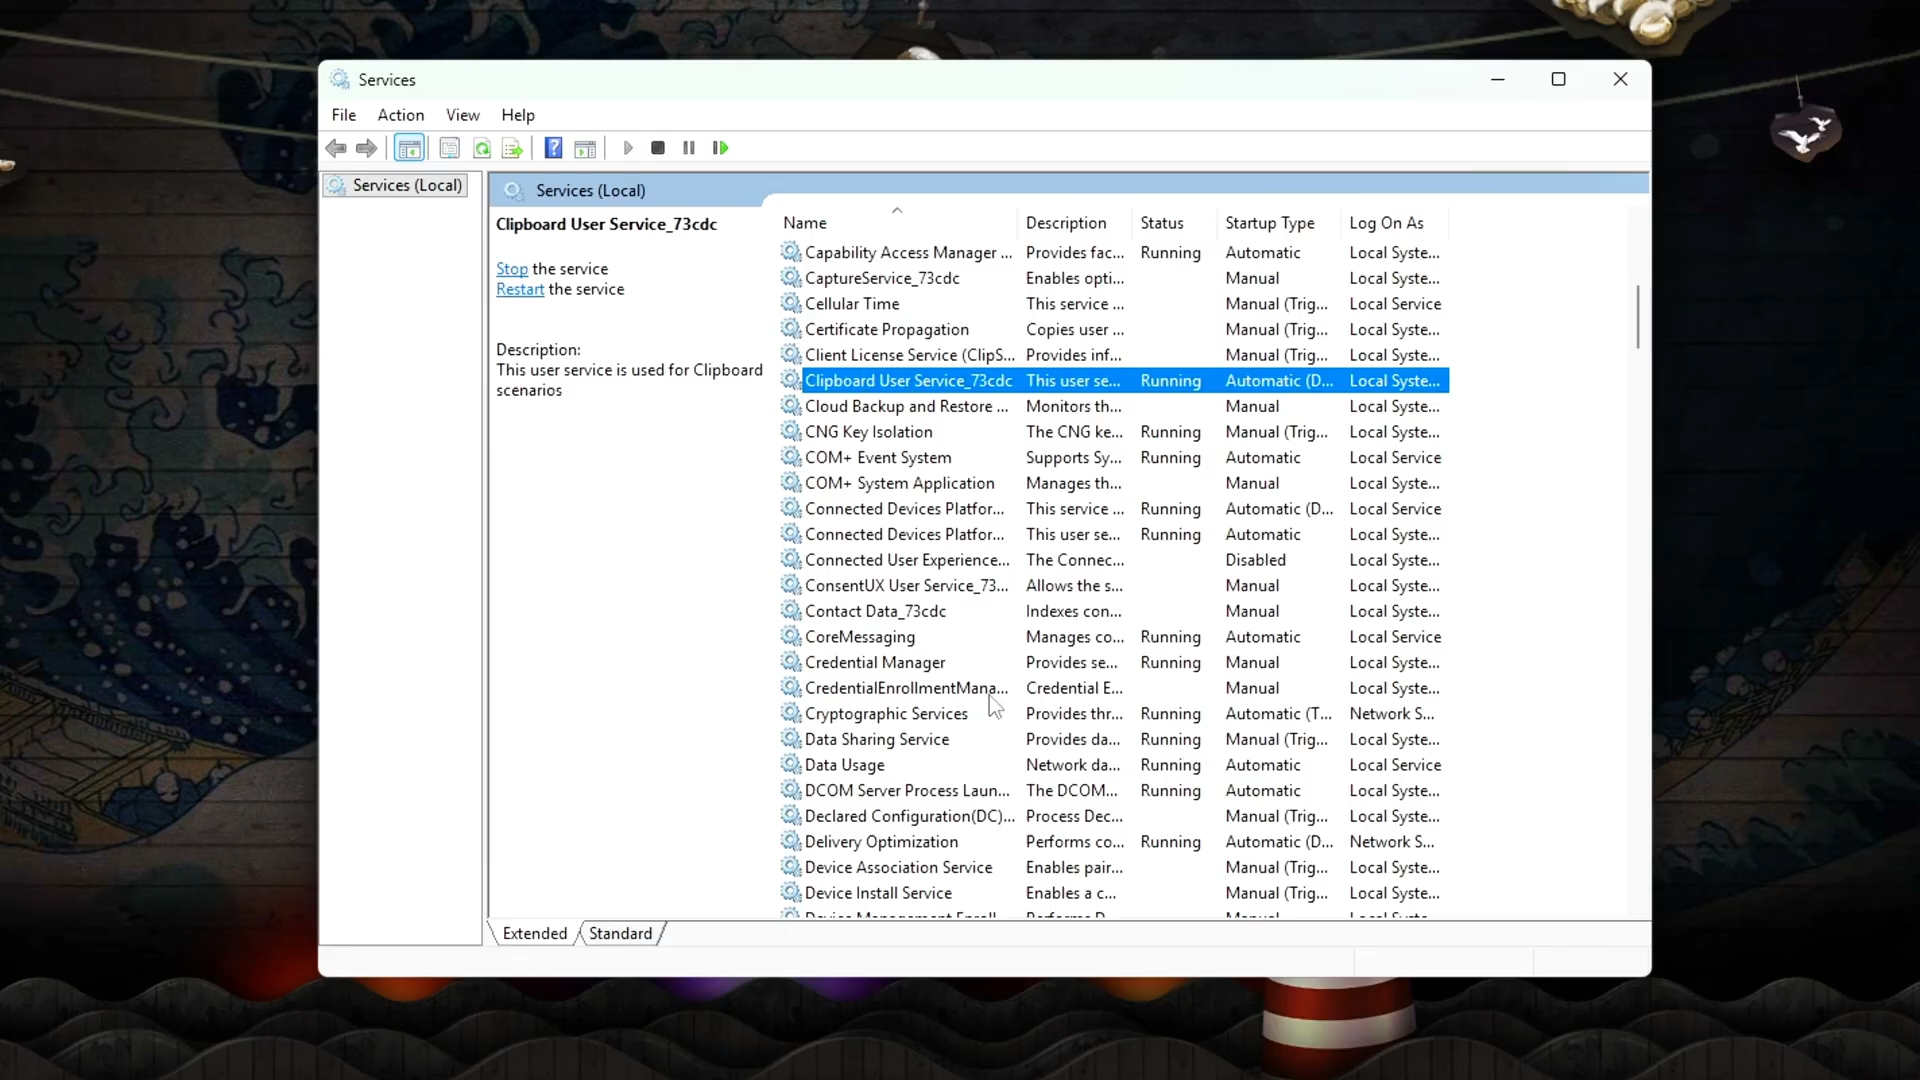 Services
File Action View Help
Services (Local)
Services (Local)
Clipboard User Service_73cdc
Stop the service
Restart the service
Description:
This user service is used for Clipboard
scenarios
Name Description Status Startup Type Log On As
Capability Access Manager ... Provides fac... Running Automatic Local Syste...
CaptureService_73cdc Enables opti... Manual Local Syste...
Cellular Time This service ... Manual (Trig... Local Service
Certificate Propagation Copies user ... Manual (Trig... Local Syste...
Client License Service (ClipS... Provides inf... Manual (Trig... Local Syste...
Clipboard User Service_73cdc This user se... Running Automatic (D... Local Syste...
Cloud Backup and Restore ... Monitors th... Manual Local Syste...
CNG Key Isolation The CNG ke... Running Manual (Trig... Local Syste...
COM+ Event System Supports Sy... Running Automatic Local Service
COM+ System Application Manages th... Manual Local Syste...
Connected Devices Platfor... This service ... Running Automatic (D... Local Service
Connected Devices Platfor... This user se... Running Automatic Local Syste...
Connected User Experience... The Connec... Disabled Local Syste...
ConsentUX User Service_73... Allows the s... Manual Local Syste...
Contact Data_73cdc Indexes con... Manual Local Syste...
CoreMessaging Manages co... Running Automatic Local Service
Credential Manager Provides se... Running Manual Local Syste...
CredentialEnrollmentMana... Credential E... Manual Local Syste...
Cryptographic Services Provides thr... Running Automatic (T... Network S...
Data Sharing Service Provides da... Running Manual (Trig... Local Syste...
Data Usage Network da... Running Automatic Local Service
DCOM Server Process Laun... The DCOM... Running Automatic Local Syste...
Declared Configuration(DC)... Process Dec... Manual (Trig... Local Syste...
Delivery Optimization Performs co... Running Automatic (D... Network S...
Device Association Service Enables pair... Manual (Trig... Local Syste...
Device Install Service Enables a c... Manual (Trig... Local Syste...
Extended Standard